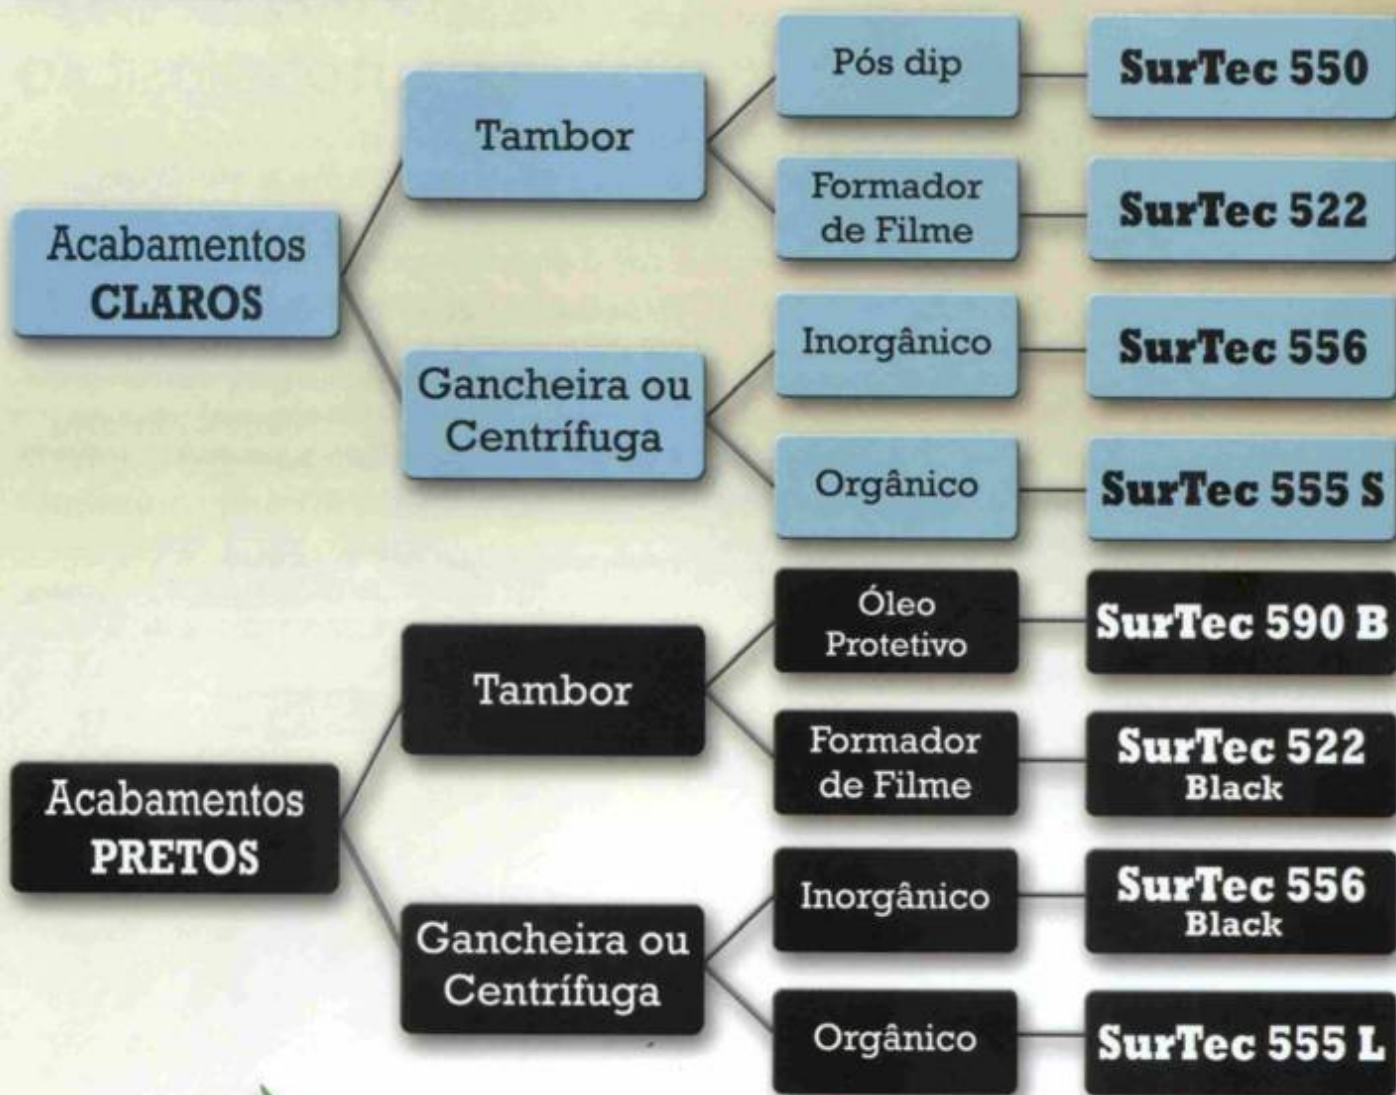 Acabamentos
CLAROS
Tambor
Pós dip
SurTec 550
Formador
de Filme
SurTec 522
Gancheira ou
Centrífuga
Inorgânico
SurTec 556
Orgânico
SurTec 555 S
Acabamentos
PRETOS
Tambor
Óleo
Protetivo
SurTec 590 B
Formador
de Filme
SurTec 522
Black
Gancheira ou
Centrífuga
Inorgânico
SurTec 556
Black
Orgânico
SurTec 555 L